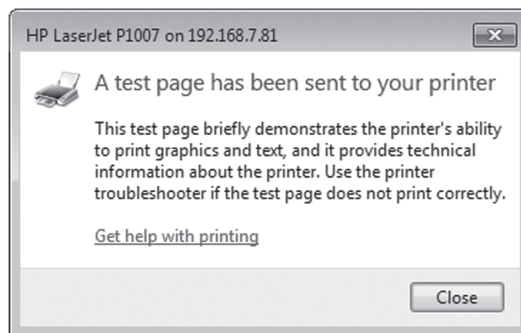 HP LaserJet P1007 on 192.168.7.81
A test page has been sent to your printer
This test page briefly demonstrates the printer's ability
to print graphics and text, and it provides technical
information about the printer. Use the printer
troubleshooter if the test page does not print correctly.
Get help with printing
Close